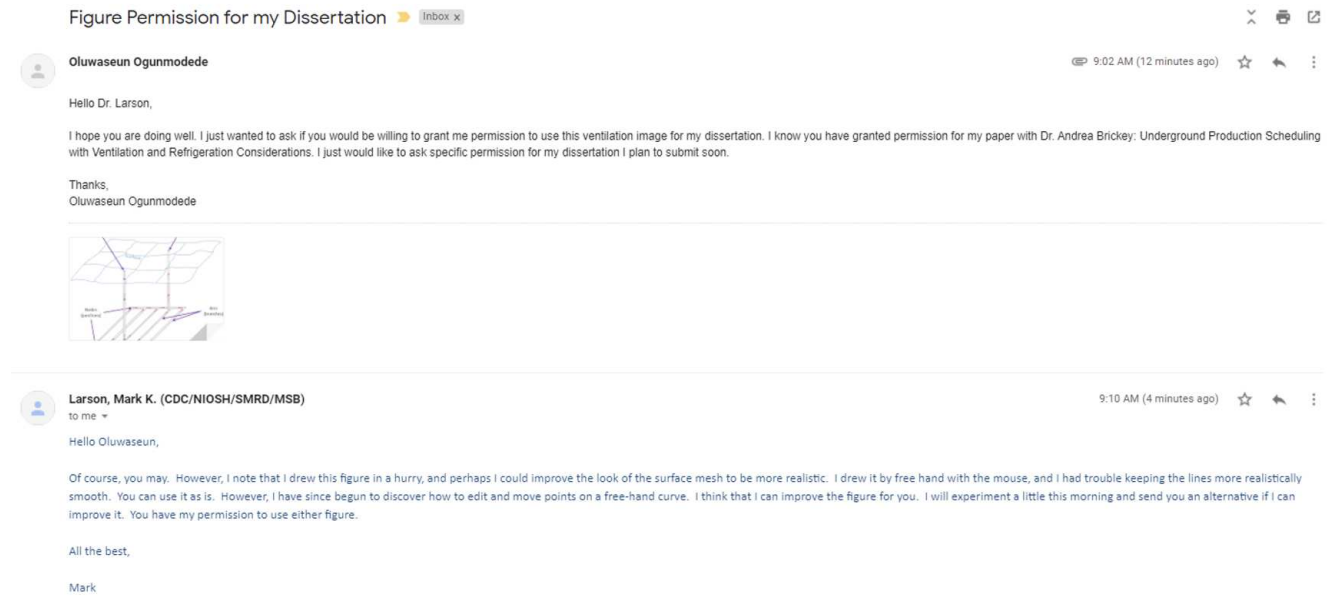 Figure Permission for my Dissertation
Inbox x
Oluwaseun Ogunmodede
9:02 AM (12 minutes ago)
Hello Dr. Larson,
I hope you are doing well. I just wanted to ask if you would be willing to grant me permission to use this ventilation image for my dissertation. I know you have granted permission for my paper with Dr. Andrea Brickey: Underground Production Scheduling
with Ventilation and Refrigeration Considerations. I just would like to ask specific permission for my dissertation I plan to submit soon.
Thanks,
Oluwaseun Ogunmodede
Larson, Mark K. (CDC/NIOSH/SMRD/MSB)
9:10 AM (4 minutes ago)
to me
Hello Oluwaseun,
Of course, you may. However, I note that I drew this figure in a hurry, and perhaps I could improve the look of the surface mesh to be more realistic. I drew it by free hand with the mouse, and I had trouble keeping the lines more realistically
smooth. You can use it as is. However, I have since begun to discover how to edit and move points on a free-hand curve. I think that I can improve the figure for you. I will experiment a little this morning and send you an alternative if I can
improve it. You have my permission to use either figure.
All the best,
Mark